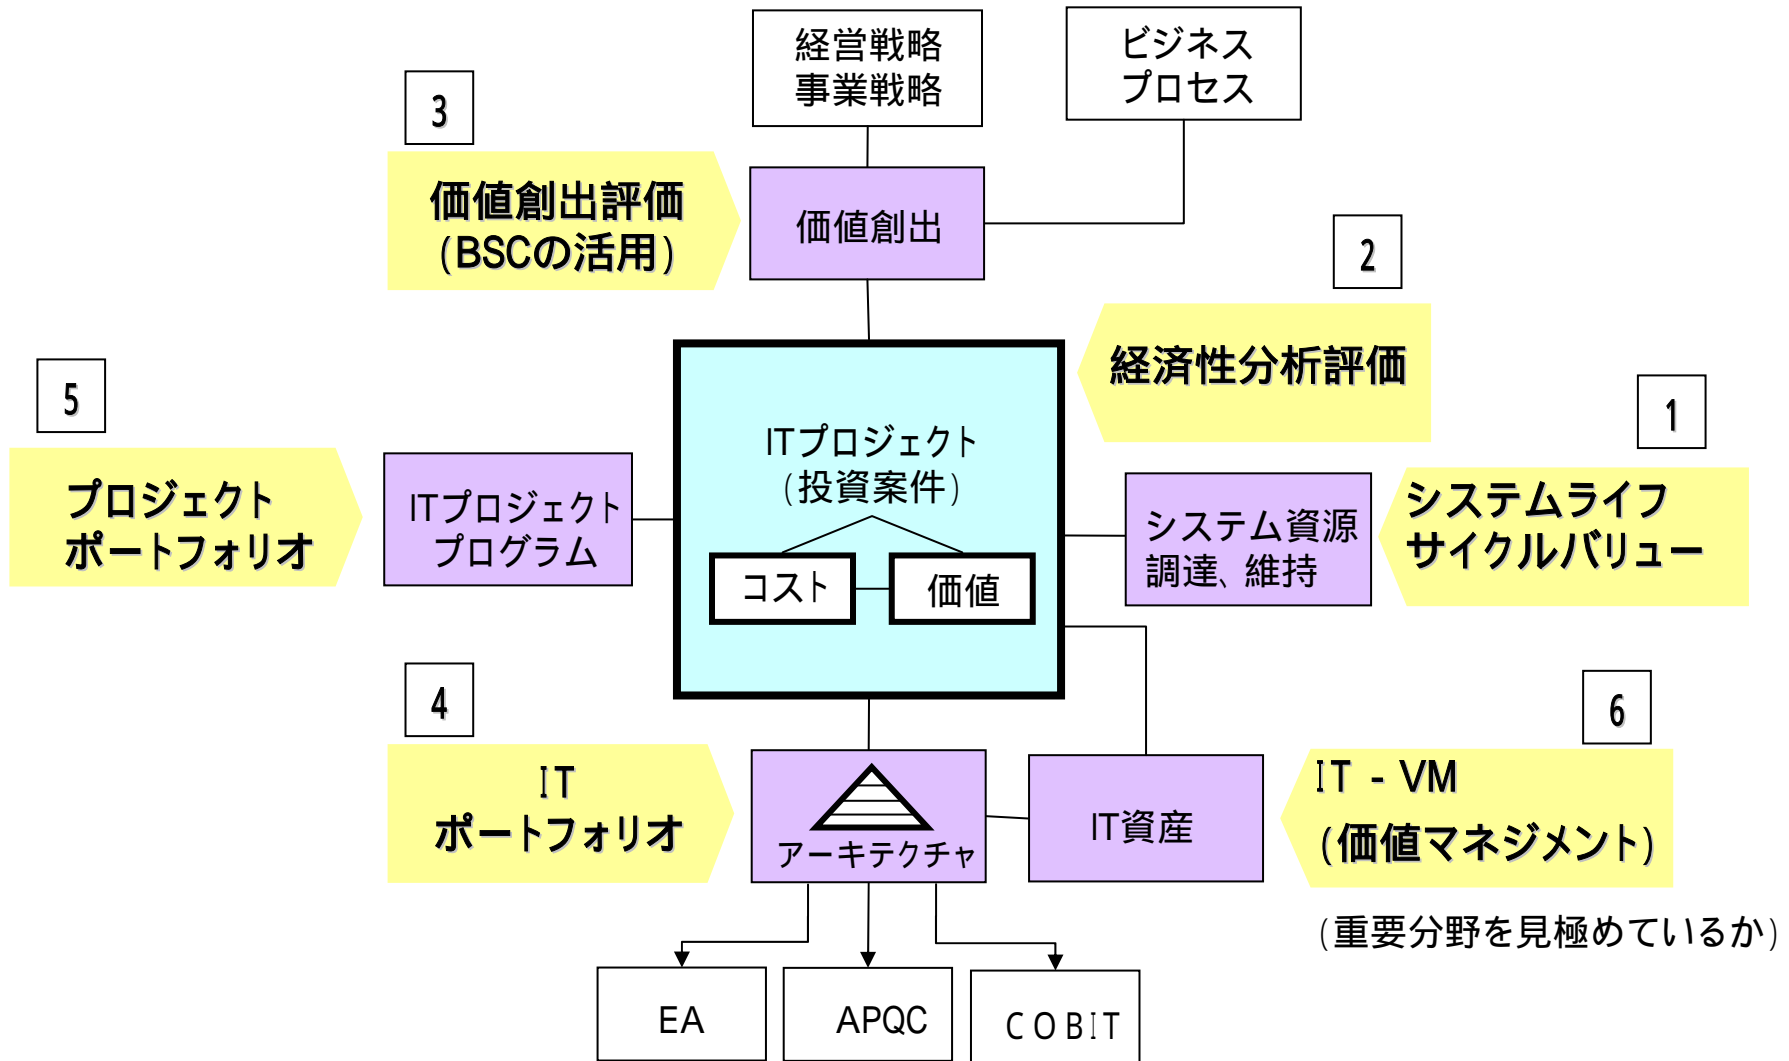 経営戦略
事業戦略
ビジネス
プロセス
3
価値創出評価
(BSCの活用)
価値創出
2
経済性分析評価
5
プロジェクト
ポートフォリオ
ITプロジェクト
プログラム
ITプロジェクト
(投資案件)
コスト
価値
1
システム資源
調達、維持
システムライフ
サイクルバリュー
4
IT
ポートフォリオ
アーキテクチャ
IT資産
6
IT - VM
(価値マネジメント)
(重要分野を見極めているか)
EA
APQC
COBIT